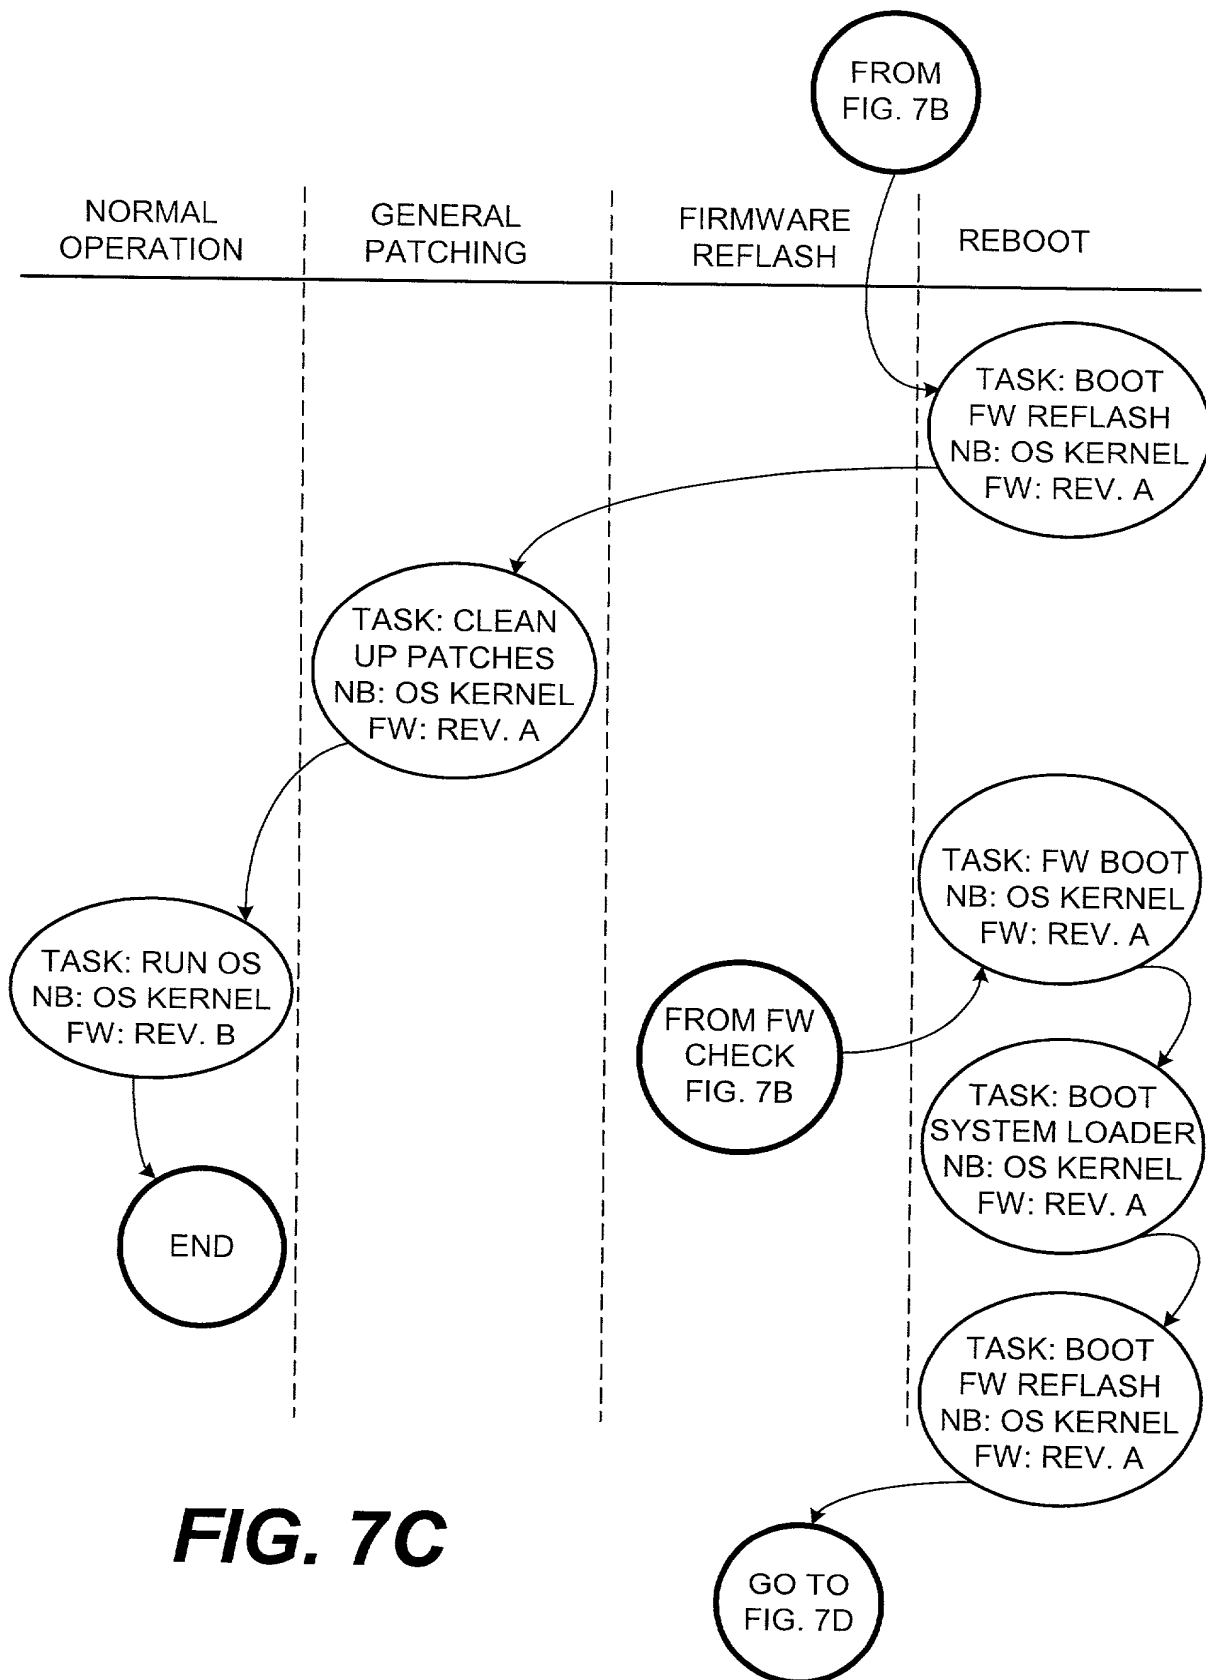 FROM
FIG. 7B
NORMAL
OPERATION
GENERAL
PATCHING
FIRMWARE
REFLASH
REBOOT
TASK: BOOT
FW REFLASH
NB: OS KERNEL
FW: REV. A
TASK: CLEAN
UP PATCHES
NB: OS KERNEL
FW: REV. A
TASK: FW BOOT
NB: OS KERNEL
FW: REV. A
TASK: RUN OS
NB: OS KERNEL
FW: REV. B
FROM FW
CHECK
FIG. 7B
TASK: BOOT
SYSTEM LOADER
NB: OS KERNEL
FW: REV. A
END
TASK: BOOT
FW REFLASH
NB: OS KERNEL
FW: REV. A
FIG. 7C
GO TO
FIG. 7D